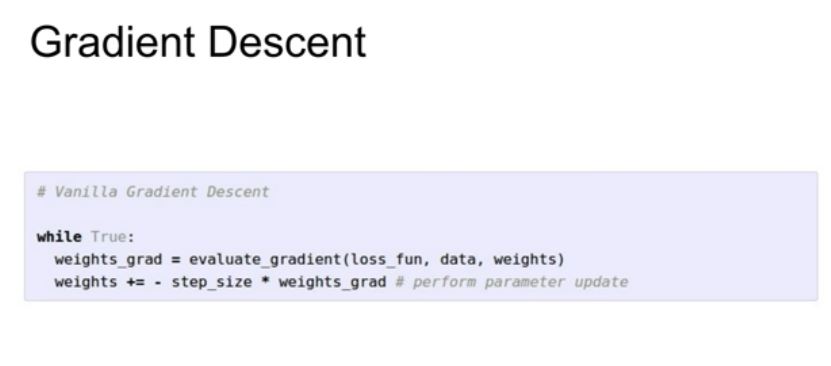 Gradient Descent
# Vanilla Gradient Descent
while True:
weights_grad = evaluate_gradient(loss_fun, data, weights)
weights += - step_size * weights_grad # perform parameter update